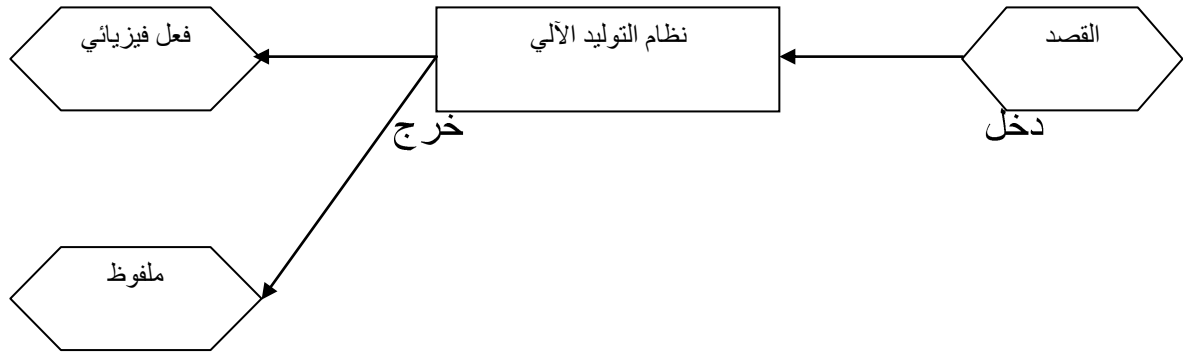 القصد
نظام التوليد الآلي
فعل فيزيائي
دخل
خرج
ملفوظ